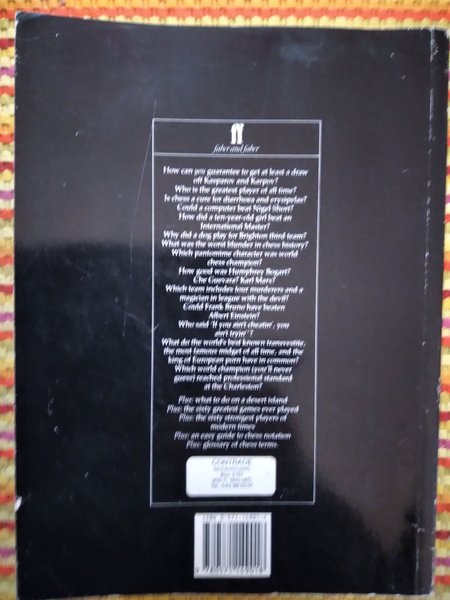 ff
faber and faber
How can you guarantee to get at least a draw
off Kasparov and Karpov?
Who is the greatest player of all time?
Is chess a cure for diarrhoea and erysipelas?
Could a computer beat Nigel Short?
How did a ten-year-old girl beat an
International Master?
Why did a dog play for Brighton third team?
What was the worst blunder in chess history?
Which pantomime character was world
chess champion?
How good was Humphrey Bogart?
Che Guevara? Karl Marx?
Which team includes four murderers and a
magician in league with the devil?
Could Frank Bruno have beaten
Albert Einstein?
Who said 'If you ain't cheatin', you
ain't tryin''?
What do the world's best known transvestite,
the most famous midget of all time, and the
king of European porn have in common?
Which world champion (you'll never
guess) reached professional standard
at the Charleston?
Plus: what to do on a desert island
Plus: the sixty greatest games ever played
Plus: the sixty strongest players of
modern times
Plus: an easy guide to chess notation
Plus: glossary of chess terms.